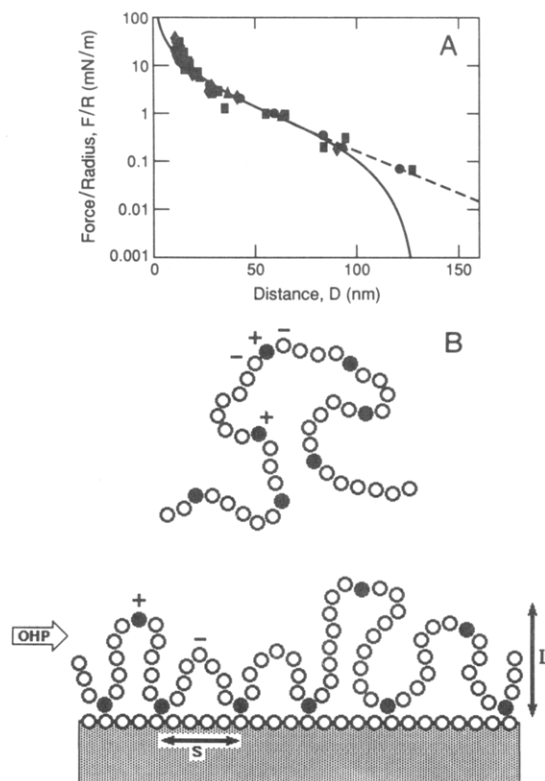 A
Force/Radius, F/R (mN/m)
100
10
1
0.1
0.01
0.001
0
50
100
150
Distance, D (nm)
B
+
−
−
+
+
−
OHP
L
S